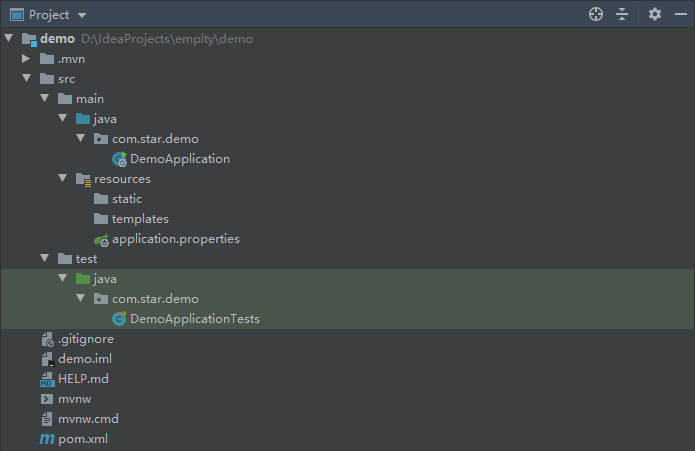 Project
demo D:\IdeaProjects\emplty\demo
.mvn
src
main
java
com.star.demo
DemoApplication
resources
static
templates
application.properties
test
java
com.star.demo
DemoApplicationTests
.gitignore
demo.iml
MD HELP.md
mvnw
mvnw.cmd
m pom.xml